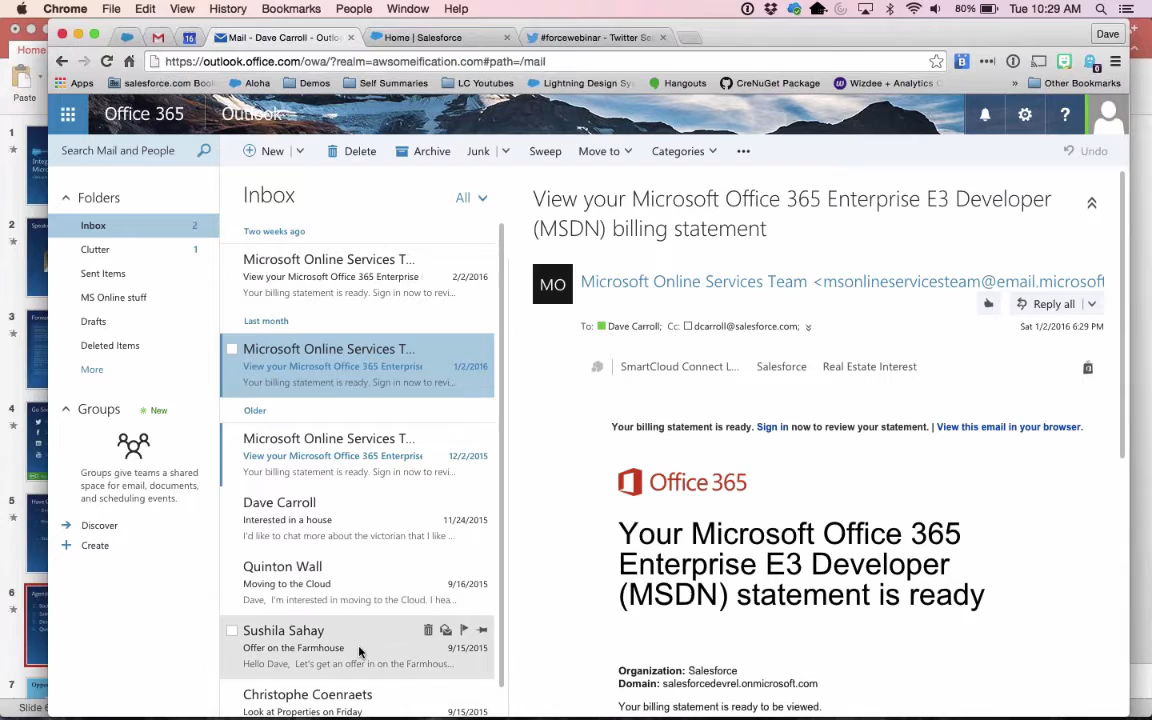 Chrome File Edit View History Bookmarks People Window Help 80% Tue 10:29 AM
Mail - Dave Carroll - Outlo
Home | Salesforce
#forcewebinar - Twitter Se
Dave
https://outlook.office.com/owa/?realm=awsomeification.com#path=/mail
Apps salesforce.com Boo Aloha Demos Self Summaries LC Youtubes Lightning Design Sy Hangouts CreNuGet Package Wizdee + Analytics C » Other Bookmarks
Home
Paste
Office 365
Outlook
Search Mail and People
New
Delete
Archive
Junk
Sweep
Move to
Categories
Undo
Folders
Inbox 2
Clutter 1
Sent Items
MS Online stuff
Drafts
Deleted Items
More
Groups
New
Groups give teams a shared
space for email, documents,
and scheduling events.
Discover
Create
Inbox
All
Two weeks ago
Microsoft Online Services T...
View your Microsoft Office 365 Enterprise 2/2/2016
Your billing statement is ready. Sign in now to revi...
Last month
Microsoft Online Services T...
View your Microsoft Office 365 Enterprise 1/2/2016
Your billing statement is ready. Sign in now to revi...
Older
Microsoft Online Services T...
View your Microsoft Office 365 Enterprise 12/2/2015
Your billing statement is ready. Sign in now to revi...
Dave Carroll
Interested in a house 11/24/2015
I'd like to chat more about the victorian that I like ...
Quinton Wall
Moving to the Cloud 9/16/2015
Dave, I'm interested in moving to the Cloud. I hea...
Sushila Sahay
Offer on the Farmhouse 9/15/2015
Hello Dave, Let's get an offer in on the Farmhous...
Christophe Coenraets
Look at Properties on Friday 9/15/2015
View your Microsoft Office 365 Enterprise E3 Developer
(MSDN) billing statement
MO
Microsoft Online Services Team <msonlineservicesteam@email.microsoft
Reply all
To: Dave Carroll; Cc: dcarroll@salesforce.com;
Sat 1/2/2016 6:29 PM
SmartCloud Connect L... Salesforce Real Estate Interest
Your billing statement is ready. Sign in now to review your statement. | View this email in your browser.
Office 365
Your Microsoft Office 365
Enterprise E3 Developer
(MSDN) statement is ready
Organization: Salesforce
Domain: salesforcedevrel.onmicrosoft.com
Your billing statement is ready to be viewed.
1
2
3
4
5
6
7